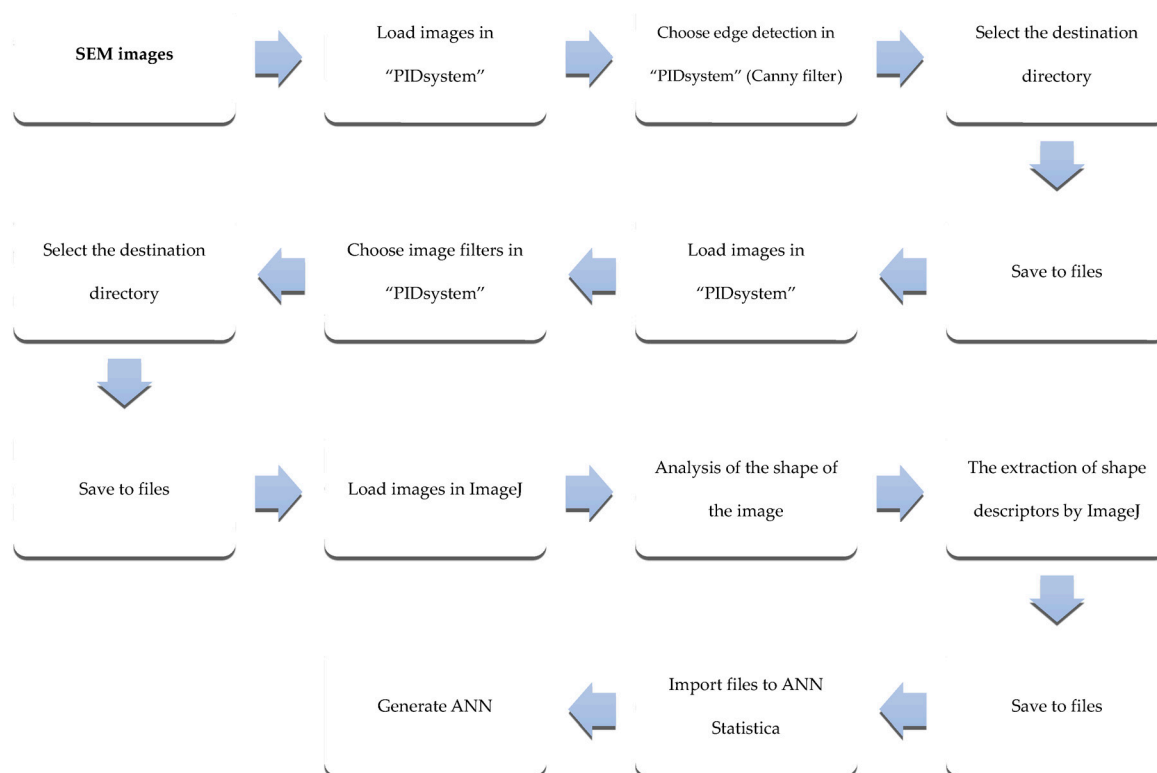 SEM images
Load images in
“PIDsystem”
Choose edge detection in
“PIDsystem” (Canny filter)
Select the destination
directory
Save to files
Load images in
“PIDsystem”
Choose image filters in
“PIDsystem”
Select the destination
directory
Save to files
Load images in ImageJ
Analysis of the shape of
the image
The extraction of shape
descriptors by ImageJ
Save to files
Import files to ANN
Statistica
Generate ANN